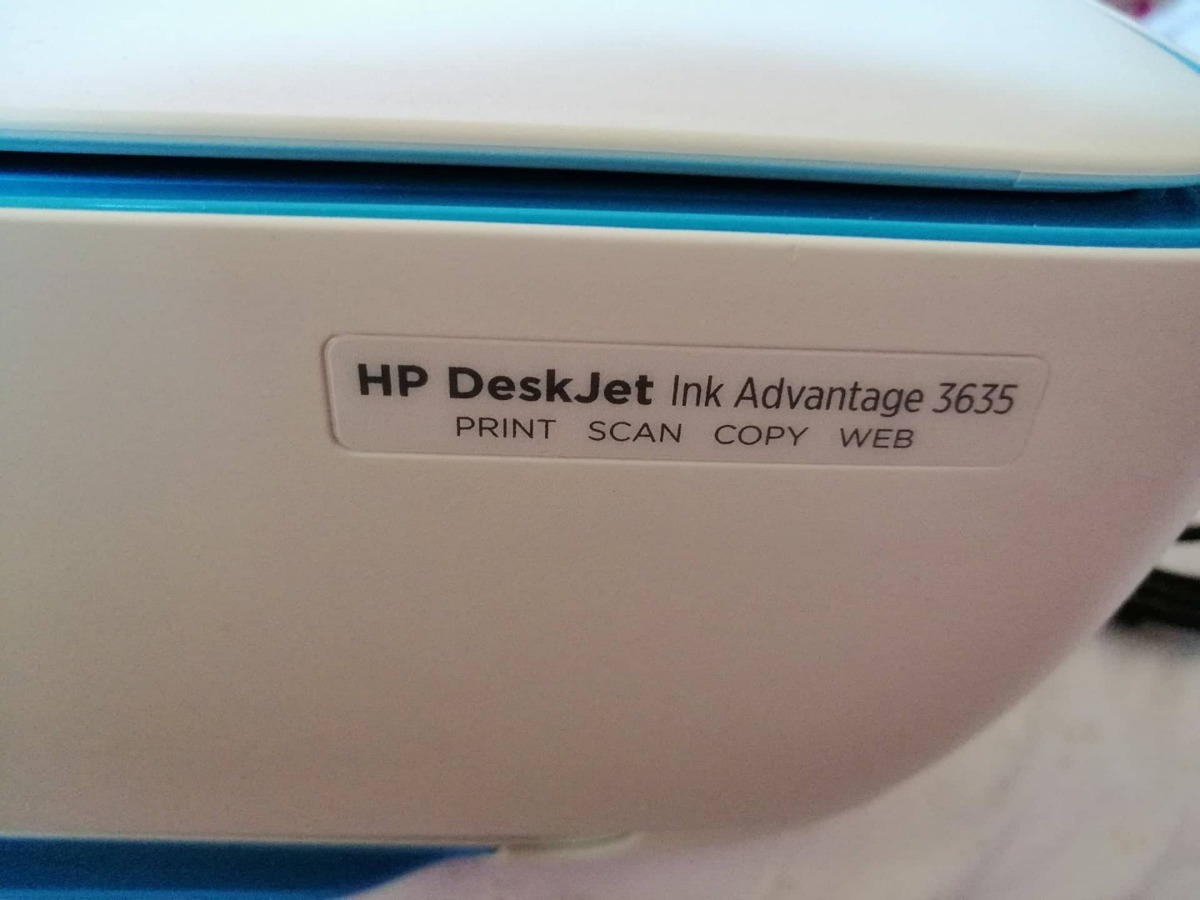 HP DeskJet Ink Advantage 3635
PRINT SCAN COPY WEB